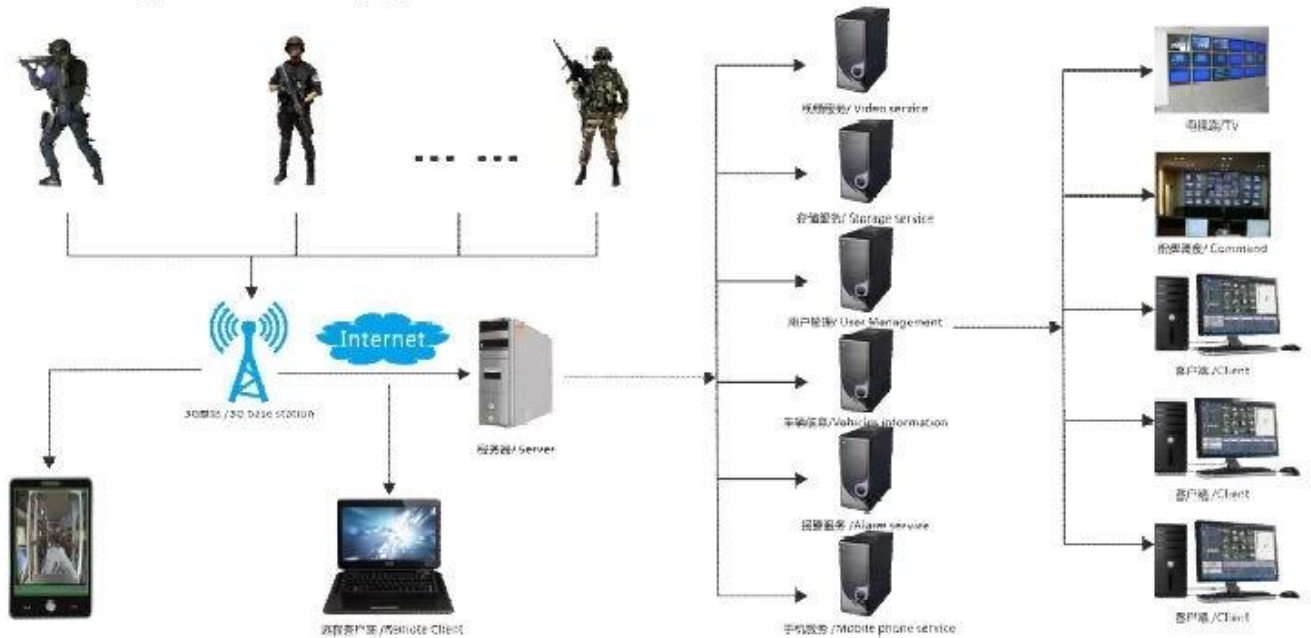 视频服务/ Video service
电视墙/TV
存储服务/ Storage service
指挥调度/ Command
用户管理/ User Management
Internet
客户端 /Client
3G基站 /3G base station
车辆信息/Vehicles information
服务器/ Server
客户端 /Client
报警服务 /Alarm service
客户端 /Client
远程客户端 /Remote Client
手机服务 /Mobile phone service